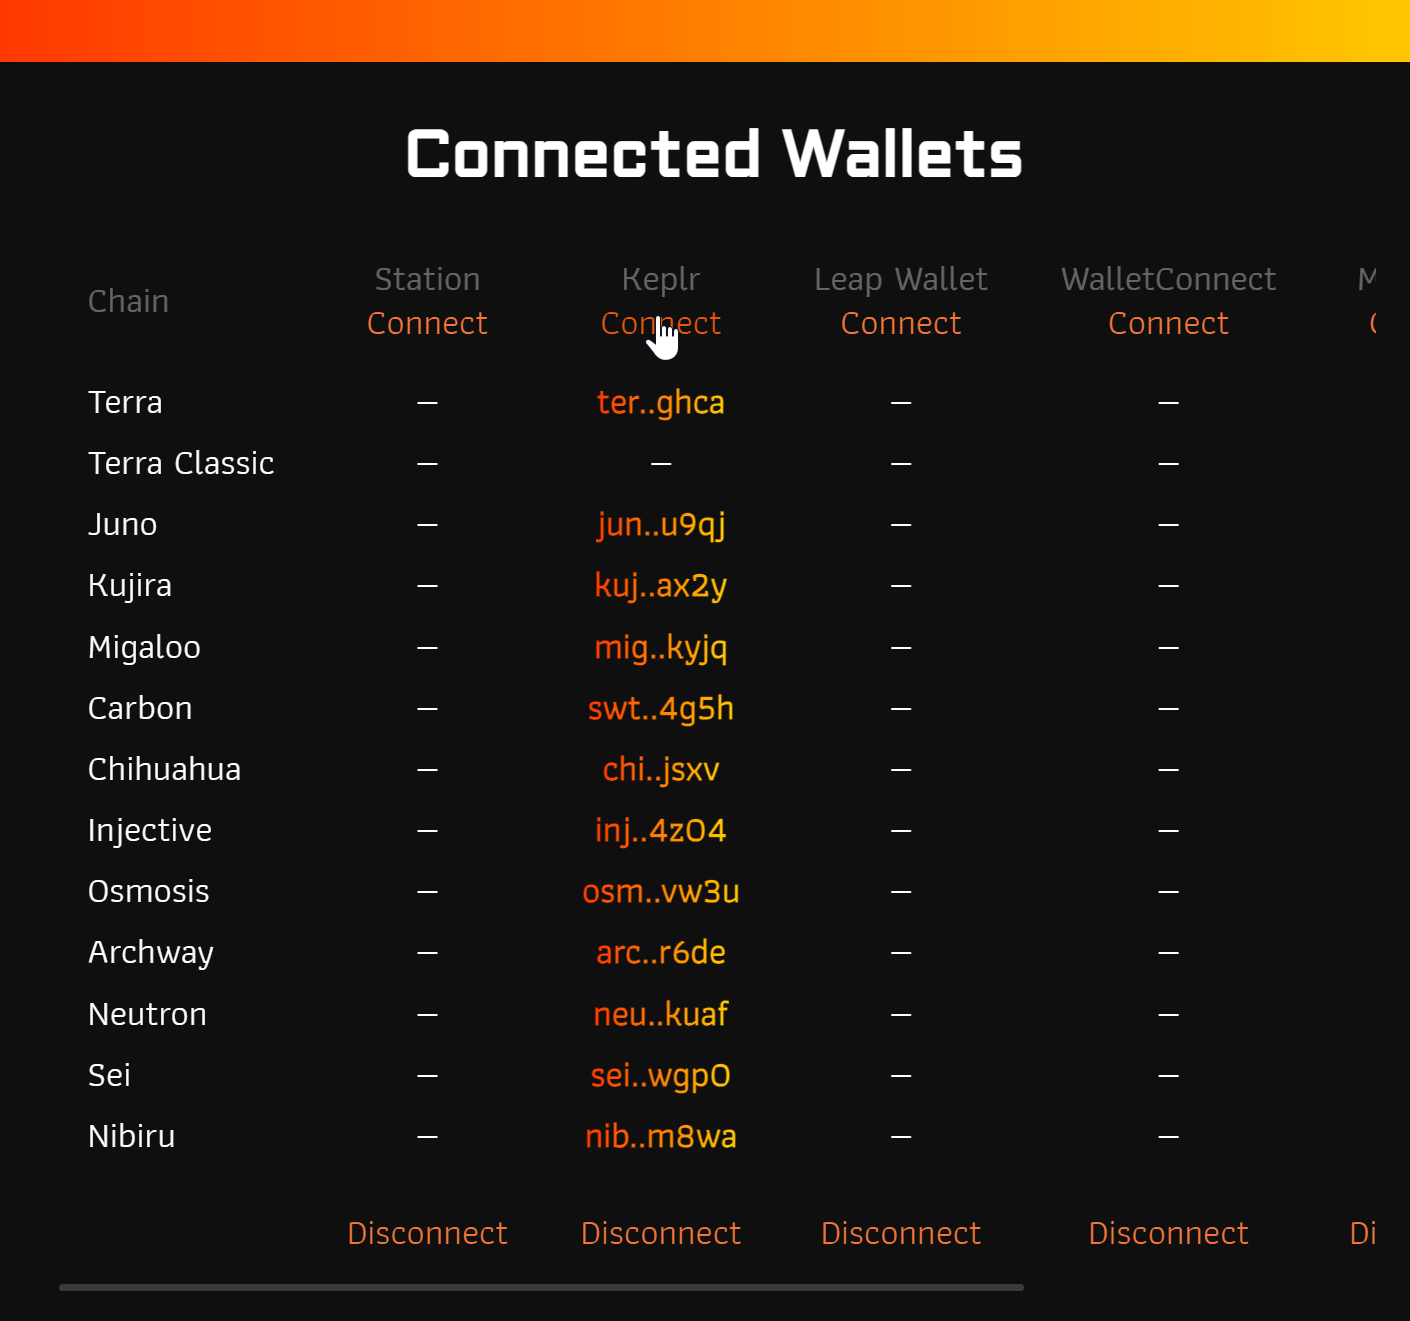 Connected Wallets
Chain Station Keplr Leap Wallet WalletConnect M
Connect Connect Connect Connect
Terra — ter..ghca — —
Terra Classic — — — —
Juno — jun..u9qj — —
Kujira — kuj..ax2y — —
Migaloo — mig..kyjq — —
Carbon — swt..4g5h — —
Chihuahua — chi..jsxv — —
Injective — inj..4z04 — —
Osmosis — osm..vw3u — —
Archway — arc..r6de — —
Neutron — neu..kuaf — —
Sei — sei..wgp0 — —
Nibiru — nib..m8wa — —
Disconnect Disconnect Disconnect Disconnect Di